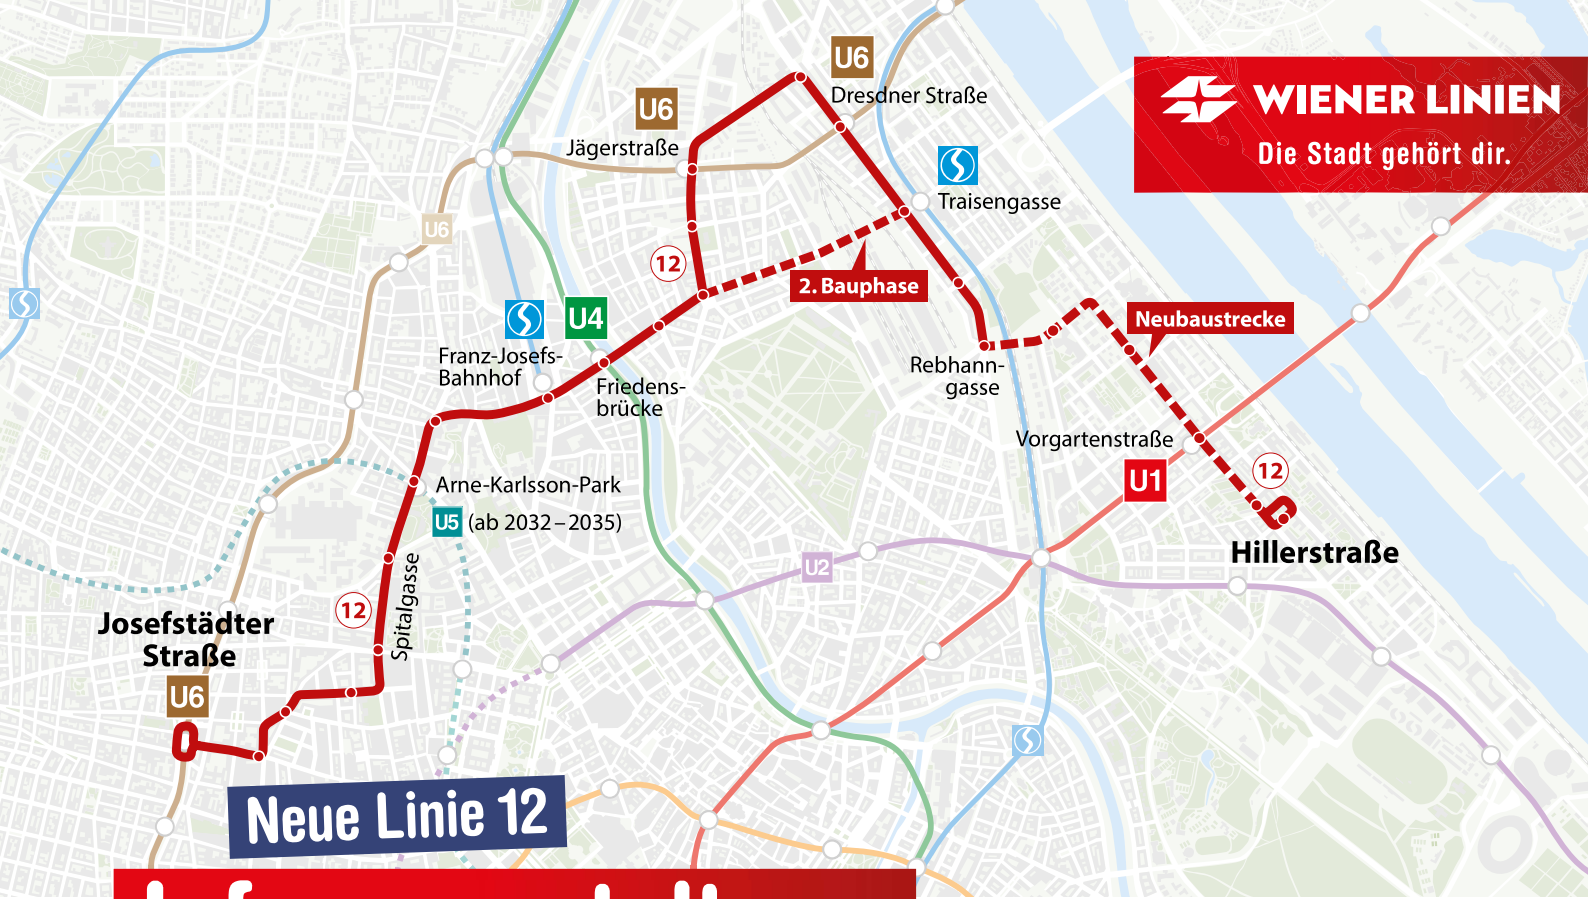 U6
Dresdner Straße
WIENER LINIEN
Die Stadt gehört dir.
U6
Jägerstraße
Traisengasse
U6
12
2. Bauphase
Neubaustrecke
U4
Franz-Josefs-
Bahnhof
Friedens-
brücke
Rebhann-
gasse
Vorgartenstraße
U1
12
Hillerstraße
Arne-Karlsson-Park
U5 (ab 2032–2035)
U2
Spitalgasse
12
Josefstädter
Straße
U6
Neue Linie 12